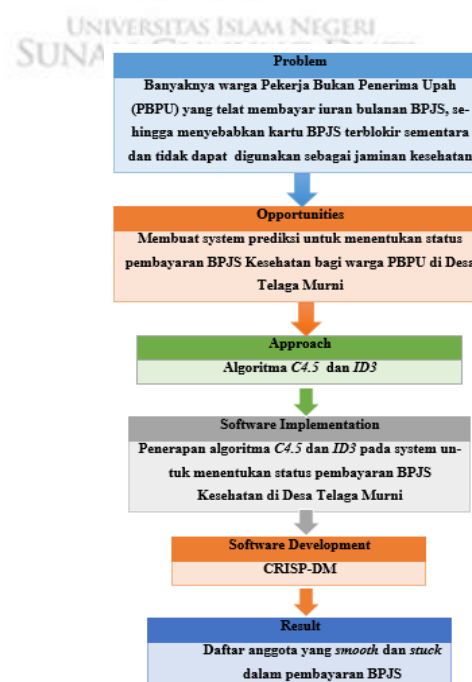 UNIVERSITAS ISLAM NEGERI
Problem
Banyaknya warga Pekerja Bukan Penerima Upah
(PBPU) yang telat membayar iuran bulanan BPJS, se-
hingga menyebabkan kartu BPJS terblokir sementara
dan tidak dapat digunakan sebagai jaminan kesehatan
Opportunities
Membuat system prediksi untuk menentukan status
pembayaran BPJS Kesehatan bagi warga PBPU di Desa
Telaga Murni
Approach
Algoritma C4.5 dan ID3
Software Implementation
Penerapan algoritma C4.5 dan ID3 pada system un-
tuk menentukan status pembayaran BPJS
Kesehatan di Desa Telaga Murni
Software Development
CRISP-DM
Result
Daftar anggota yang smooth dan stuck
dalam pembayaran BPJS